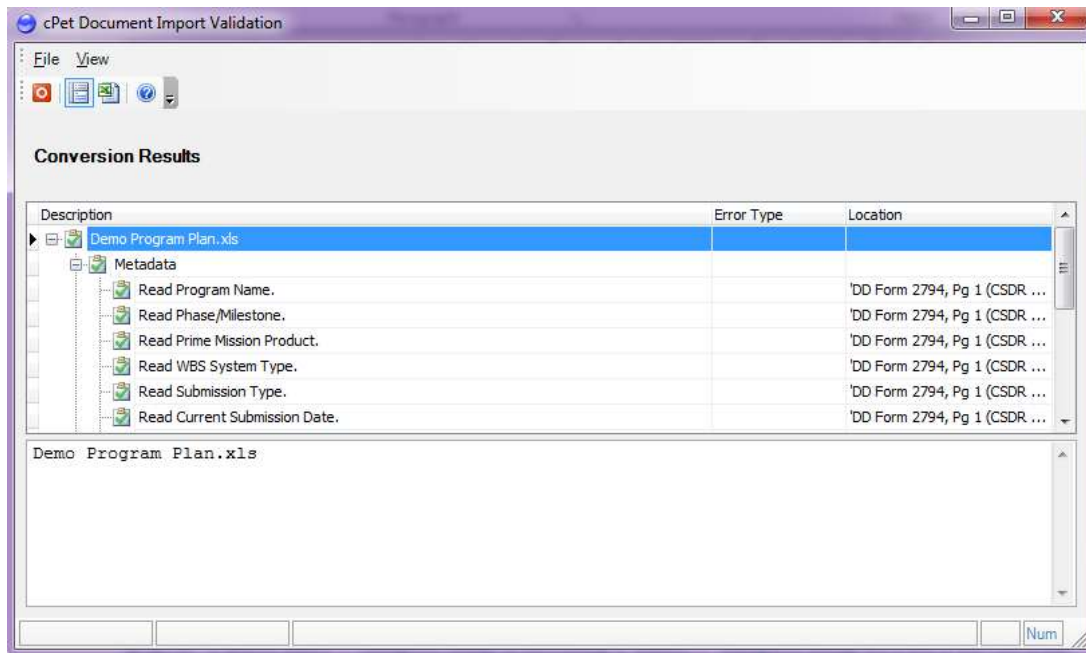 cPet Document Import Validation
File View
Conversion Results
Description Error Type Location
Demo Program Plan.xls
Metadata
Read Program Name. 'DD Form 2794, Pg 1 (CSDR ...
Read Phase/Milestone. 'DD Form 2794, Pg 1 (CSDR ...
Read Prime Mission Product. 'DD Form 2794, Pg 1 (CSDR ...
Read WBS System Type. 'DD Form 2794, Pg 1 (CSDR ...
Read Submission Type. 'DD Form 2794, Pg 1 (CSDR ...
Read Current Submission Date. 'DD Form 2794, Pg 1 (CSDR ...
Demo Program Plan.xls
Num